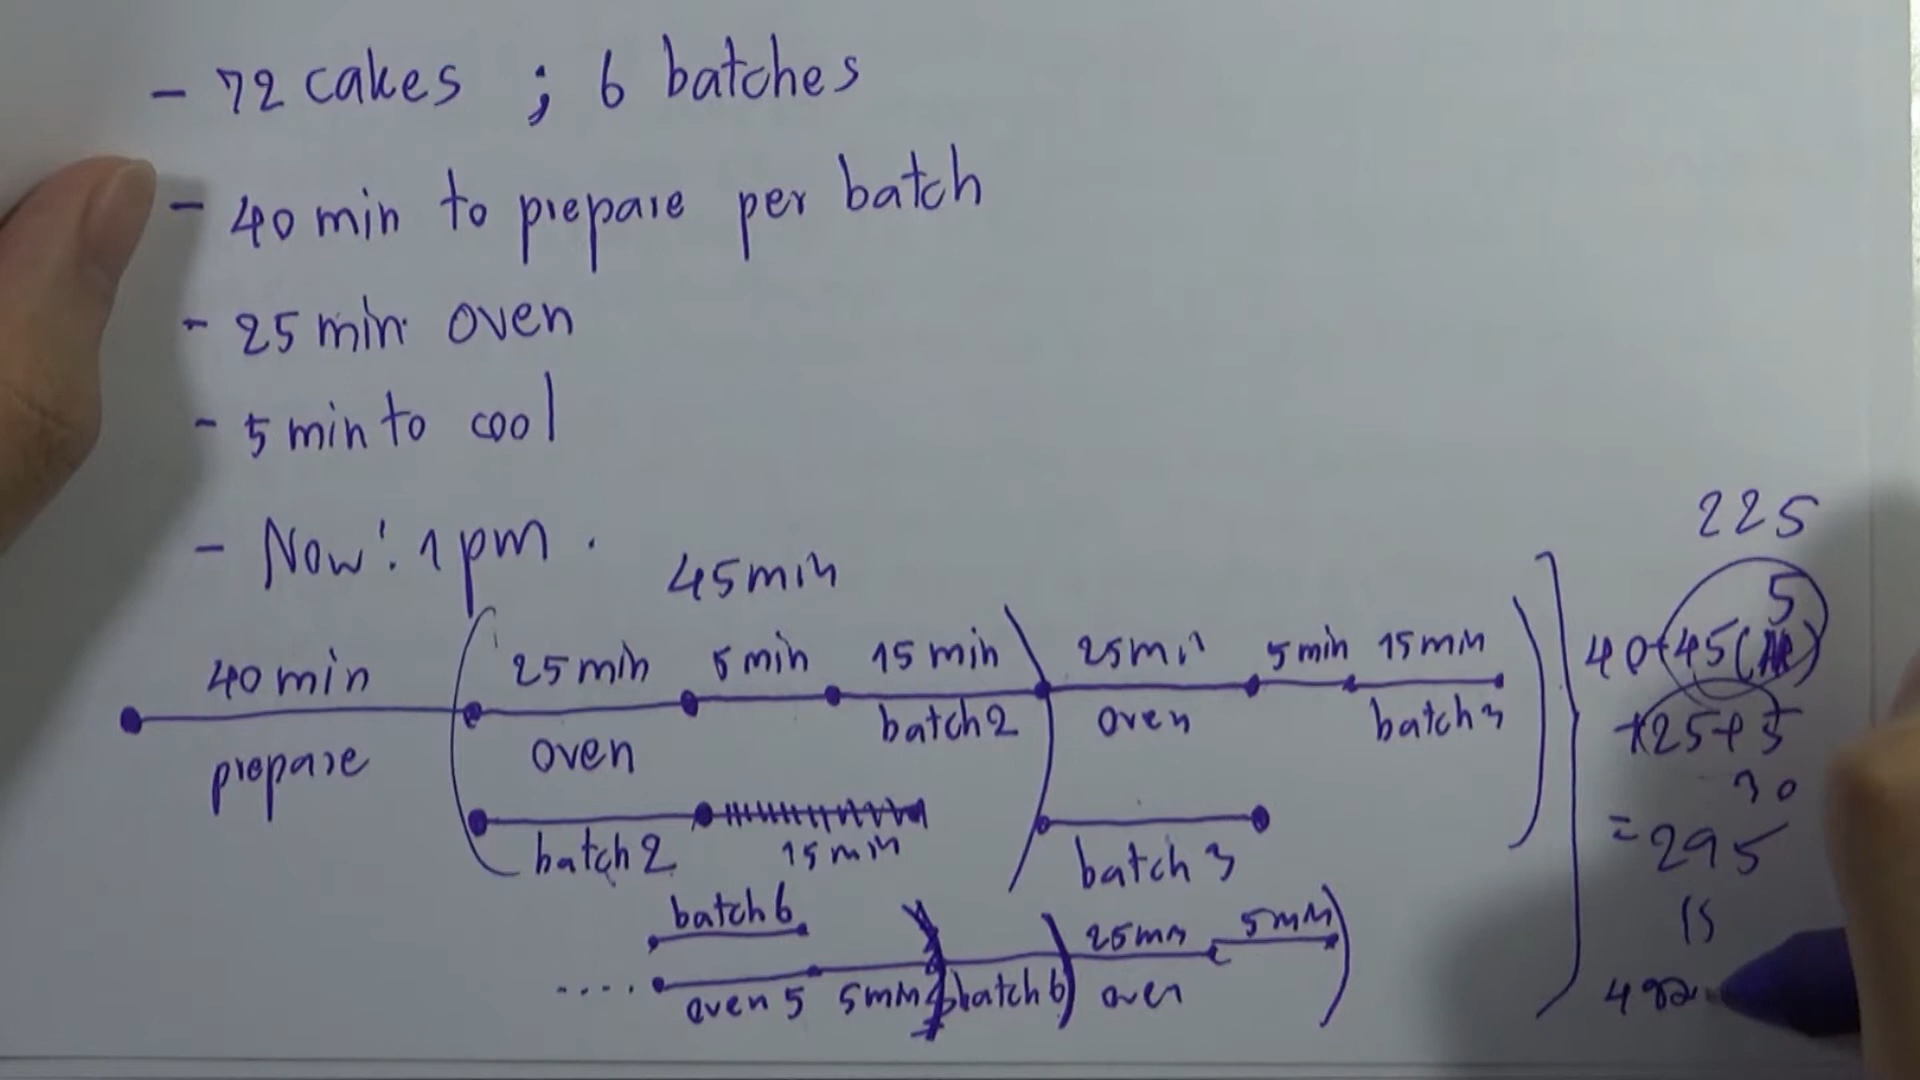 - 72 cakes ; 6 batches
- 40 min to prepare per batch
- 25 min oven
- 5 min to cool
- Now: 1 pm.
45 min
40 min 25 min 5 min 15 min 25 min 5 min 15 min
prepare oven batch 2 oven batch 3
batch 2 15 min batch 3
batch 6 25 min 5 min
.... oven 5 5 min batch 6 oven
225
5
40+45( )
+25+5
30
=295
15